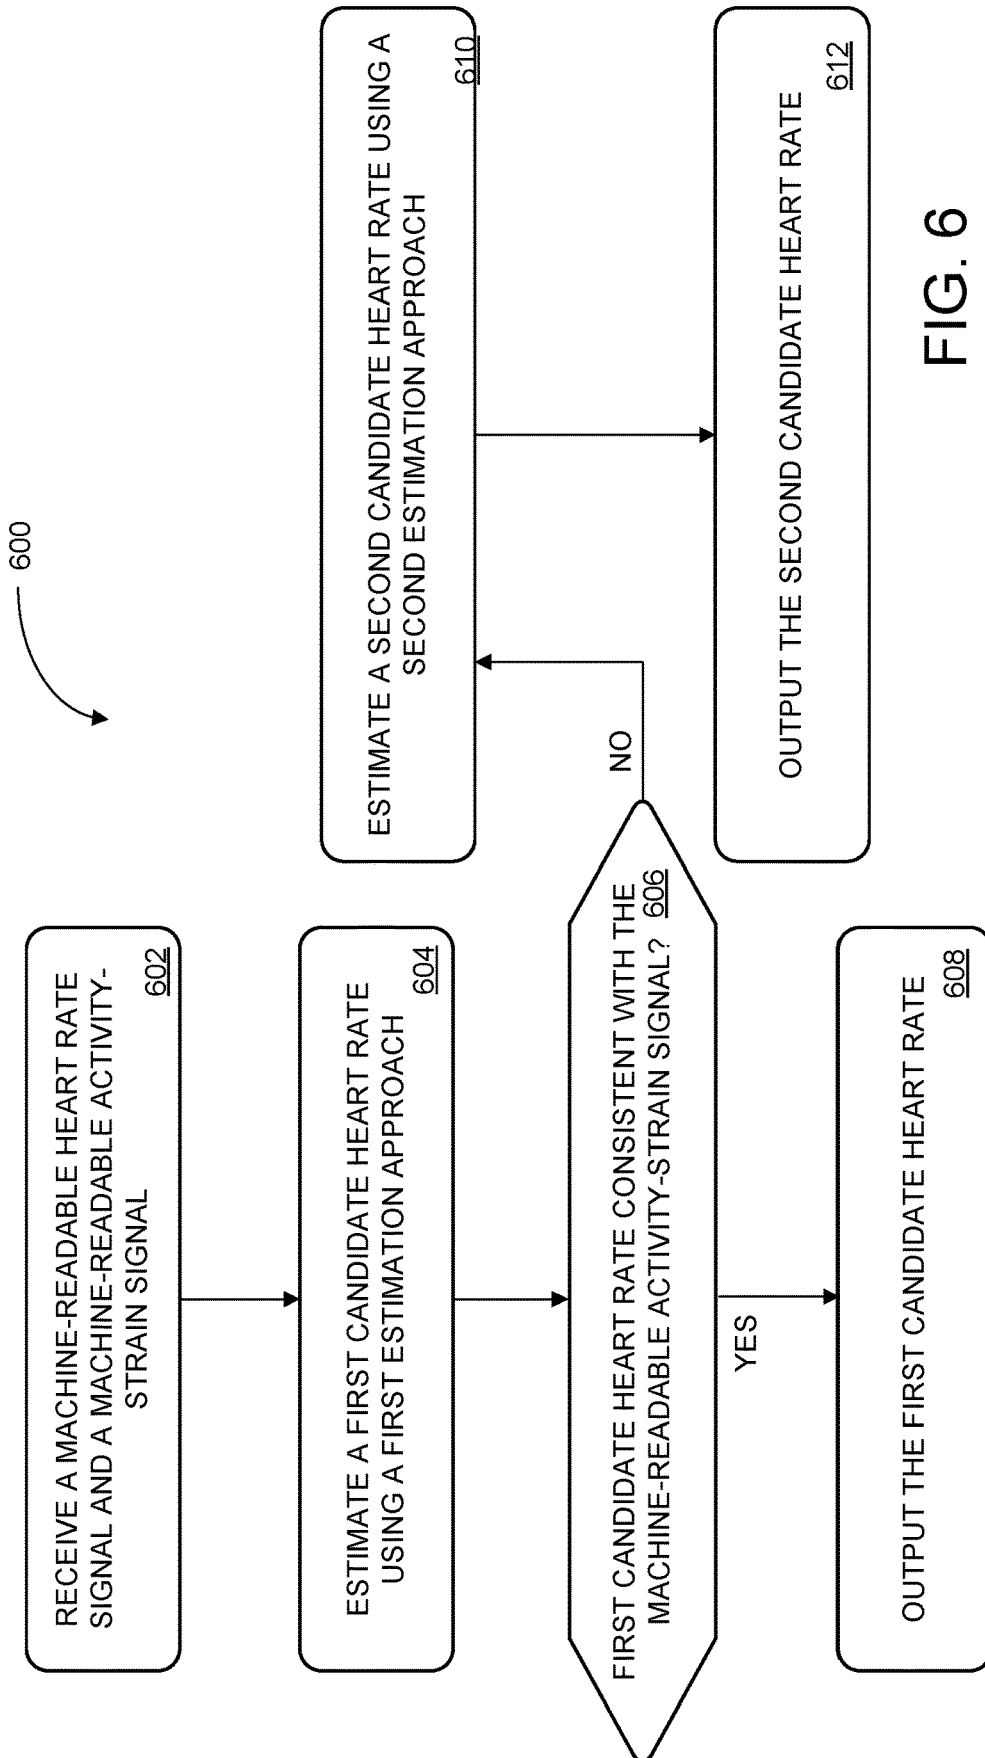 600
RECEIVE A MACHINE-READABLE HEART RATE
SIGNAL AND A MACHINE-READABLE ACTIVITY-
STRAIN SIGNAL
602
ESTIMATE A FIRST CANDIDATE HEART RATE
USING A FIRST ESTIMATION APPROACH
604
FIRST CANDIDATE HEART RATE CONSISTENT WITH THE
MACHINE-READABLE ACTIVITY-STRAIN SIGNAL? 606
YES
OUTPUT THE FIRST CANDIDATE HEART RATE
608
NO
ESTIMATE A SECOND CANDIDATE HEART RATE USING A
SECOND ESTIMATION APPROACH
610
OUTPUT THE SECOND CANDIDATE HEART RATE
612
FIG. 6